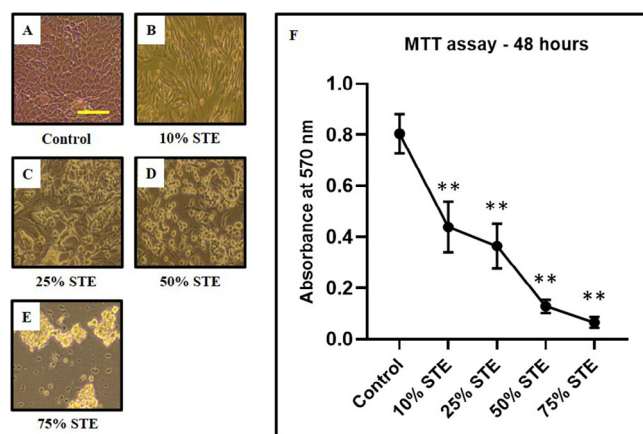 A
B
Control
10% STE
C
D
25% STE
50% STE
E
75% STE
F
MTT assay - 48 hours
Absorbance at 570 nm
1.0
0.8
0.6
0.4
0.2
0.0
**
**
**
**
Control
10% STE
25% STE
50% STE
75% STE